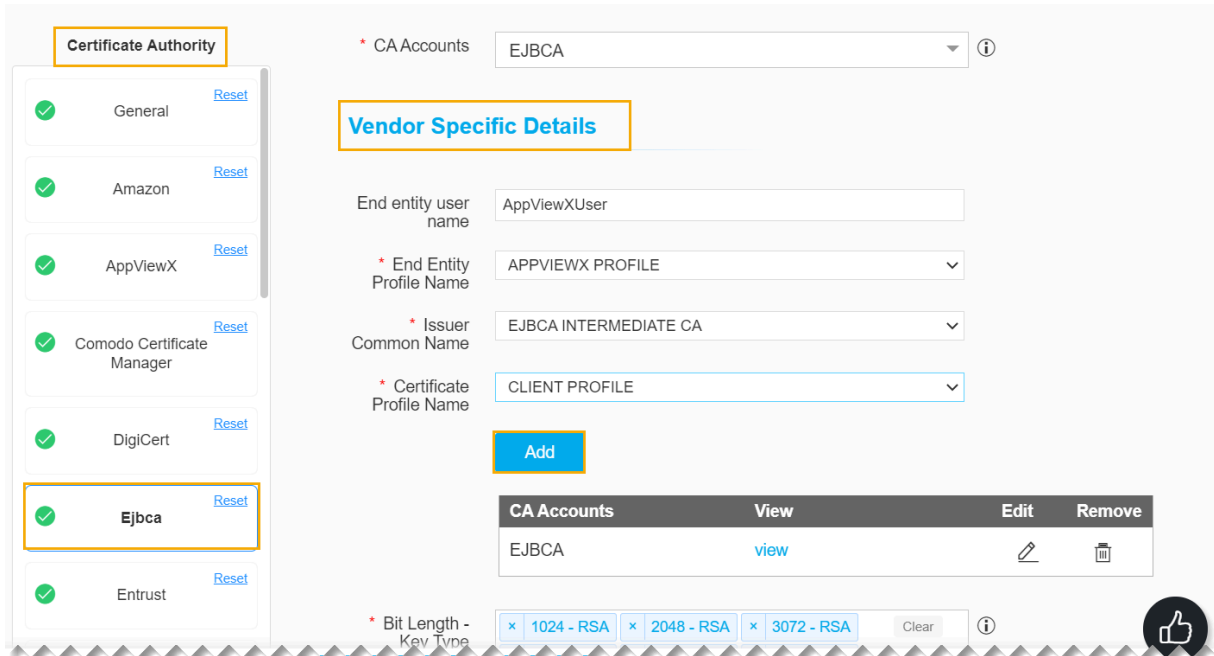 Certificate Authority
Reset
General
Reset
Amazon
Reset
AppViewX
Reset
Comodo Certificate
Manager
Reset
DigiCert
Reset
Ejbca
Reset
Entrust
* CA Accounts
EJBCA
Vendor Specific Details
End entity user
name
AppViewXUser
* End Entity
Profile Name
APPVIEWX PROFILE
* Issuer
Common Name
EJBCA INTERMEDIATE CA
* Certificate
Profile Name
CLIENT PROFILE
Add
CA Accounts View Edit Remove
EJBCA view
* Bit Length -
Key Type
× 1024 - RSA × 2048 - RSA × 3072 - RSA Clear